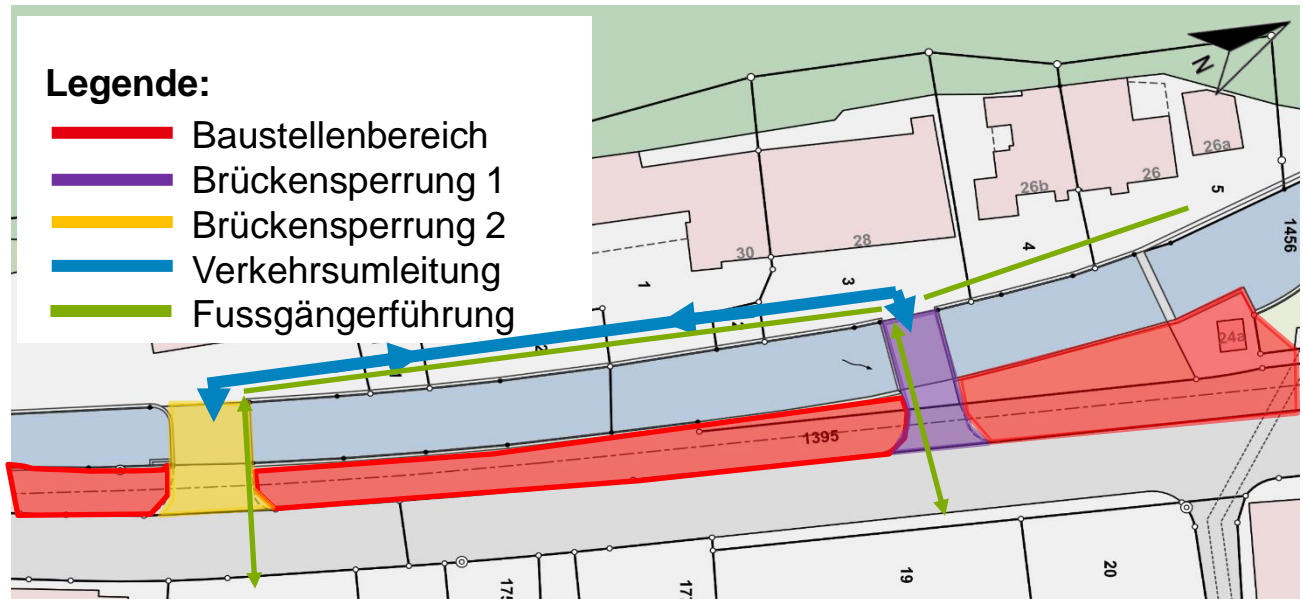 Legende:
Baustellenbereich
Brückensperrung 1
Brückensperrung 2
Verkehrsumleitung
Fussgängerführung
N
26a
26
26b
5
1456
28
30
4
3
1
2
24a
1395
19
20